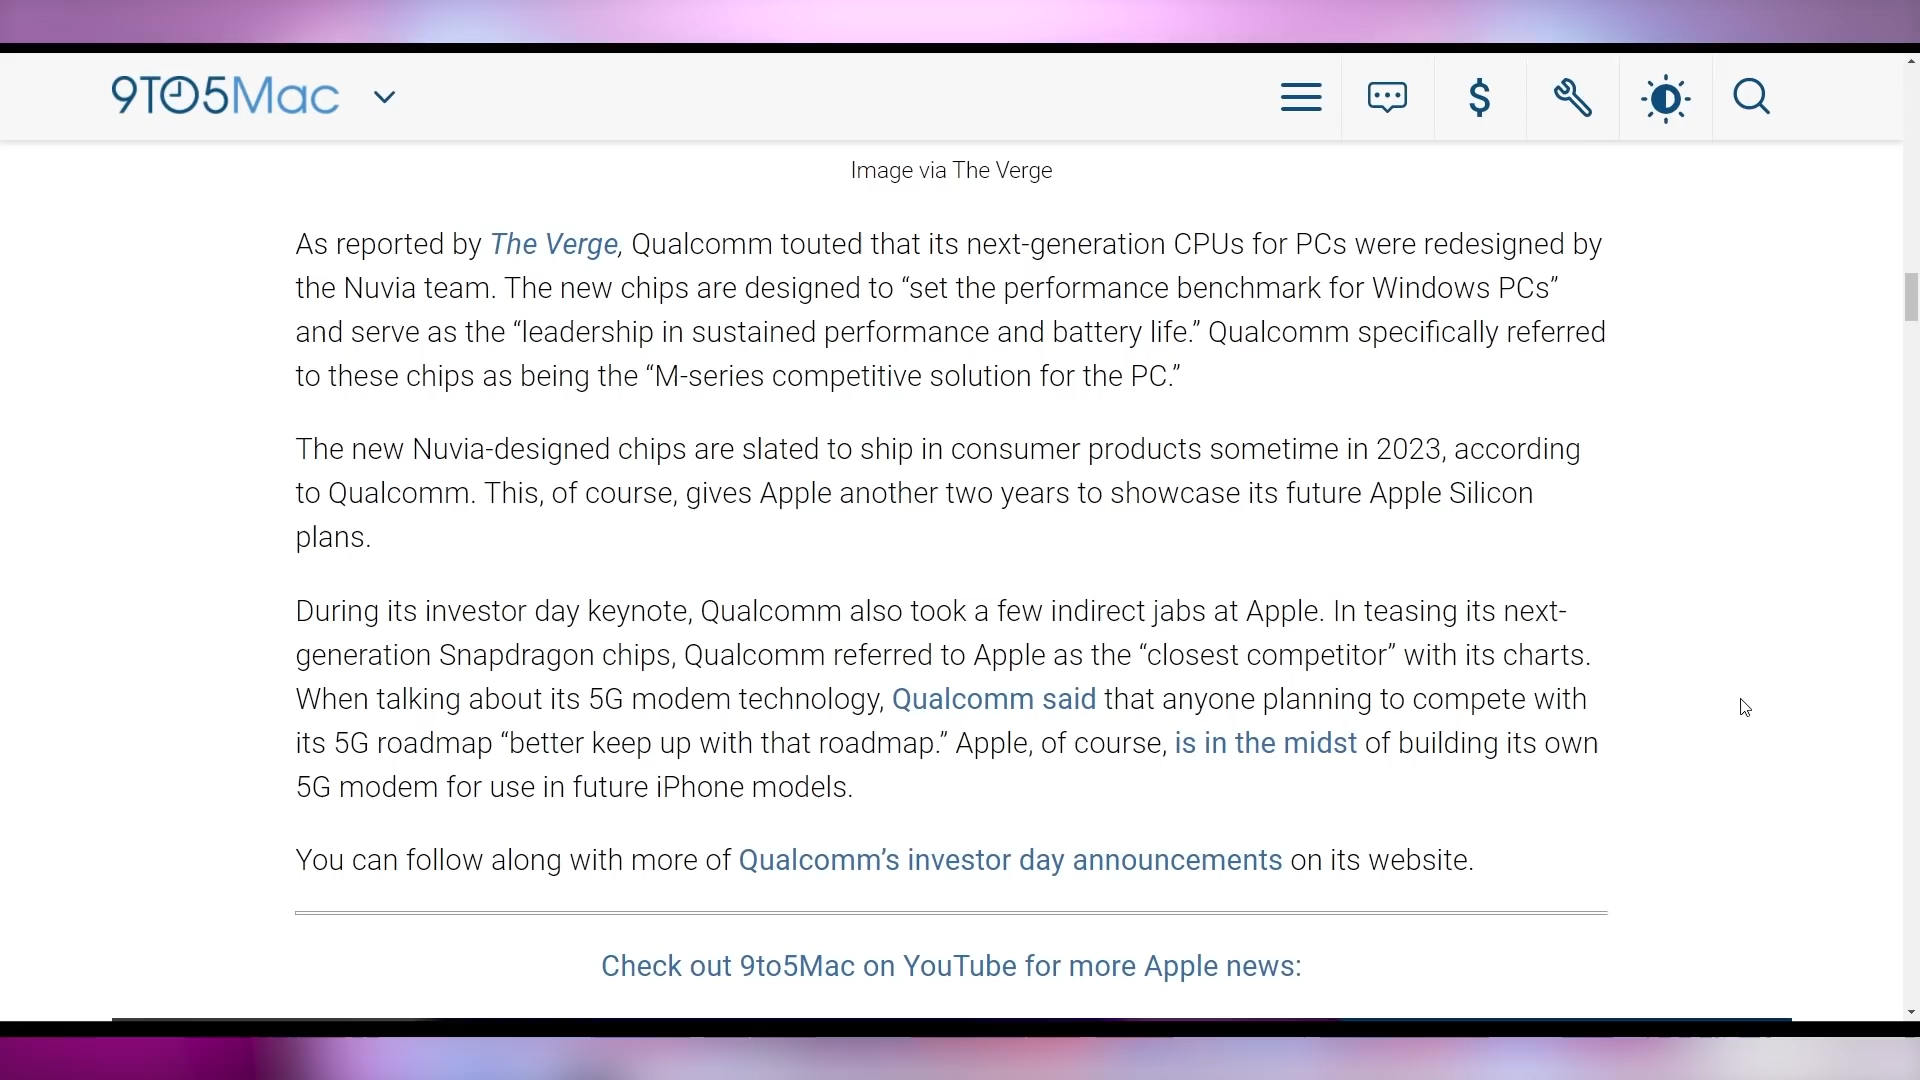 9TO5Mac
Image via The Verge
As reported by The Verge, Qualcomm touted that its next-generation CPUs for PCs were redesigned by
the Nuvia team. The new chips are designed to “set the performance benchmark for Windows PCs”
and serve as the “leadership in sustained performance and battery life.” Qualcomm specifically referred
to these chips as being the “M-series competitive solution for the PC.”
The new Nuvia-designed chips are slated to ship in consumer products sometime in 2023, according
to Qualcomm. This, of course, gives Apple another two years to showcase its future Apple Silicon
plans.
During its investor day keynote, Qualcomm also took a few indirect jabs at Apple. In teasing its next-
generation Snapdragon chips, Qualcomm referred to Apple as the “closest competitor” with its charts.
When talking about its 5G modem technology, Qualcomm said that anyone planning to compete with
its 5G roadmap “better keep up with that roadmap.” Apple, of course, is in the midst of building its own
5G modem for use in future iPhone models.
You can follow along with more of Qualcomm’s investor day announcements on its website.
Check out 9to5Mac on YouTube for more Apple news: